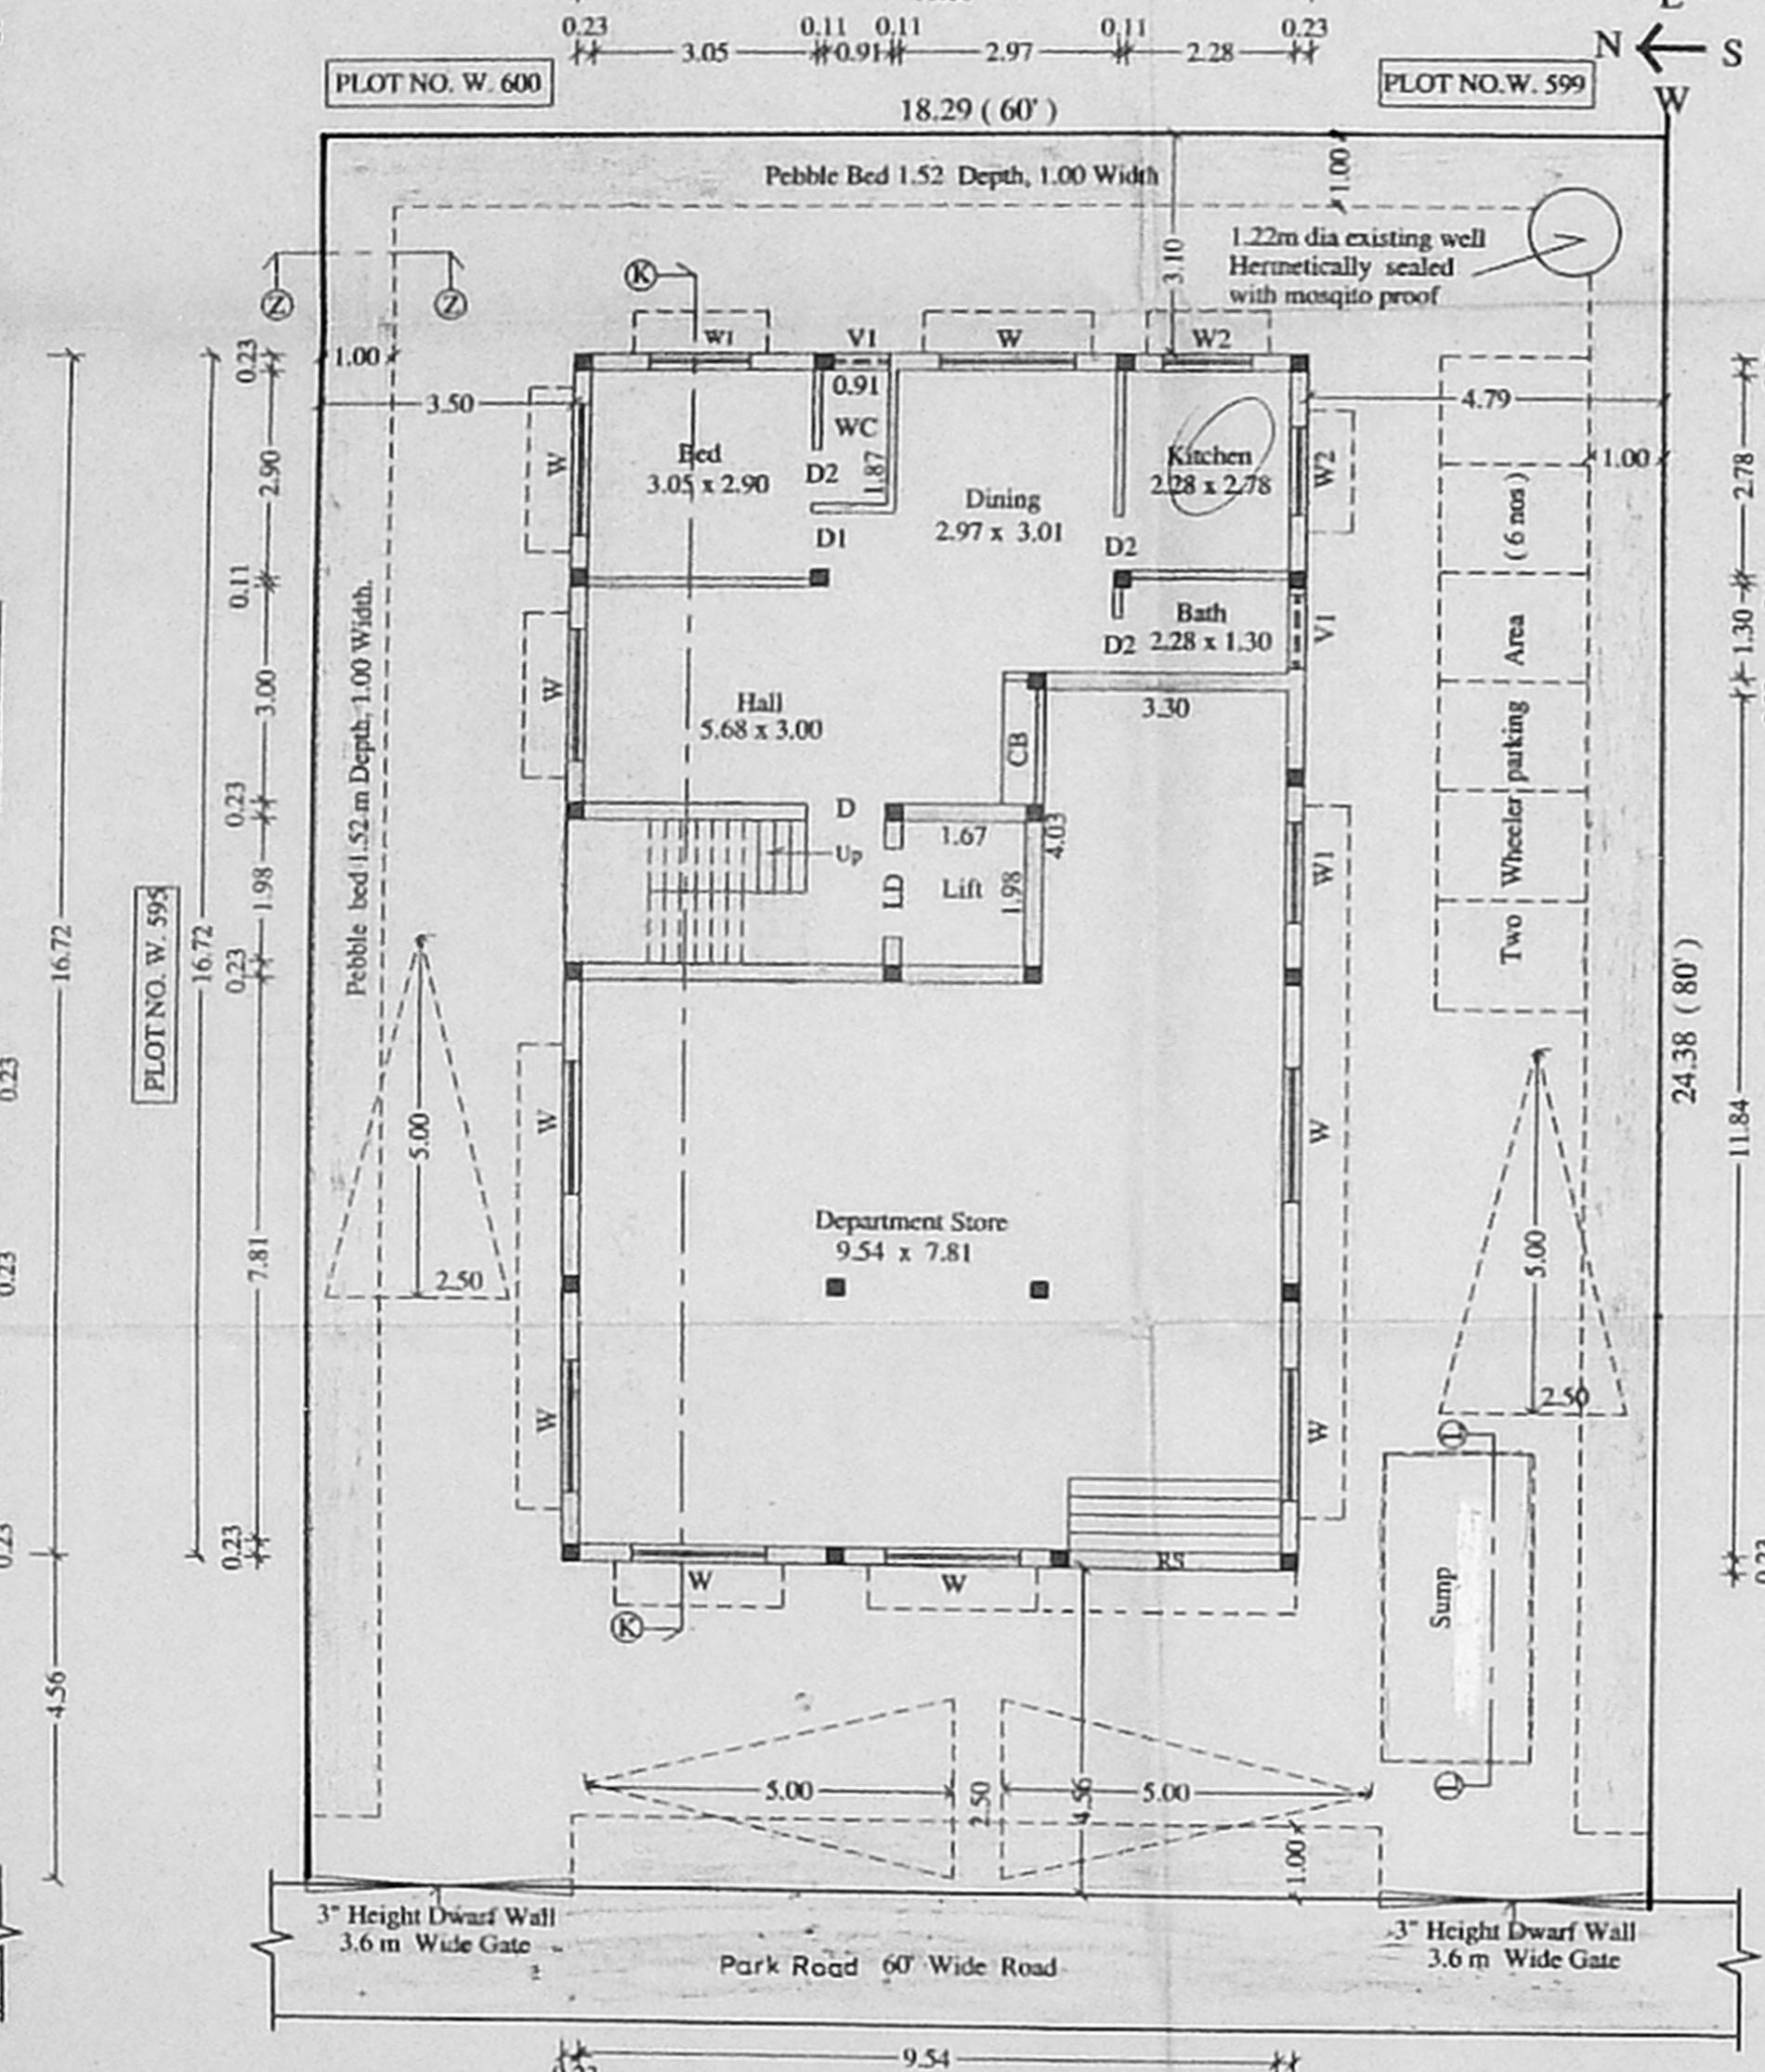 0.23 0.11 0.11 0.11 0.23
3.05 0.91 2.97 2.28
N S
W
PLOT NO. W. 600
PLOT NO.W. 599
18.29 ( 60' )
Pebble Bed 1.52 Depth, 1.00 Width
1.00
3.10
1.22m dia existing well
Hermetically sealed
with mosqito proof
Z Z
K
W1 V1 W W2
0.23
1.00
0.91
3.50
4.79
WC
W
Bed
3.05 x 2.90
D2
1.87
Dining
2.97 x 3.01
Kitchen
2.28 x 2.78
W2
1.00
2.90
2.78
D1
D2
0.11
Bath
2.28 x 1.30
D2
V1
1.30
W
3.00
Hall
5.68 x 3.00
3.30
CB
Pebble bed 1.52 m Depth, 1.00 Width.
Two Wheeler parking Area ( 6 nos )
0.23
D
Up
1.67
4.03
LD
Lift
1.98
W1
1.98
0.23
16.72
16.72
PLOT NO. W. 595
24.38 ( 80' )
11.84
0.23
5.00
2.50
W
W
7.81
0.23
Department Store
9.54 x 7.81
5.00
2.50
W
W
L
0.23
0.23
0.23
RS
W
W
K
Sump
4.56
5.00
2.50
4.56
5.00
L
1.00
3" Height Dwarf Wall
3.6 m Wide Gate
3" Height Dwarf Wall
3.6 m Wide Gate
Park Road 60' Wide Road
9.54